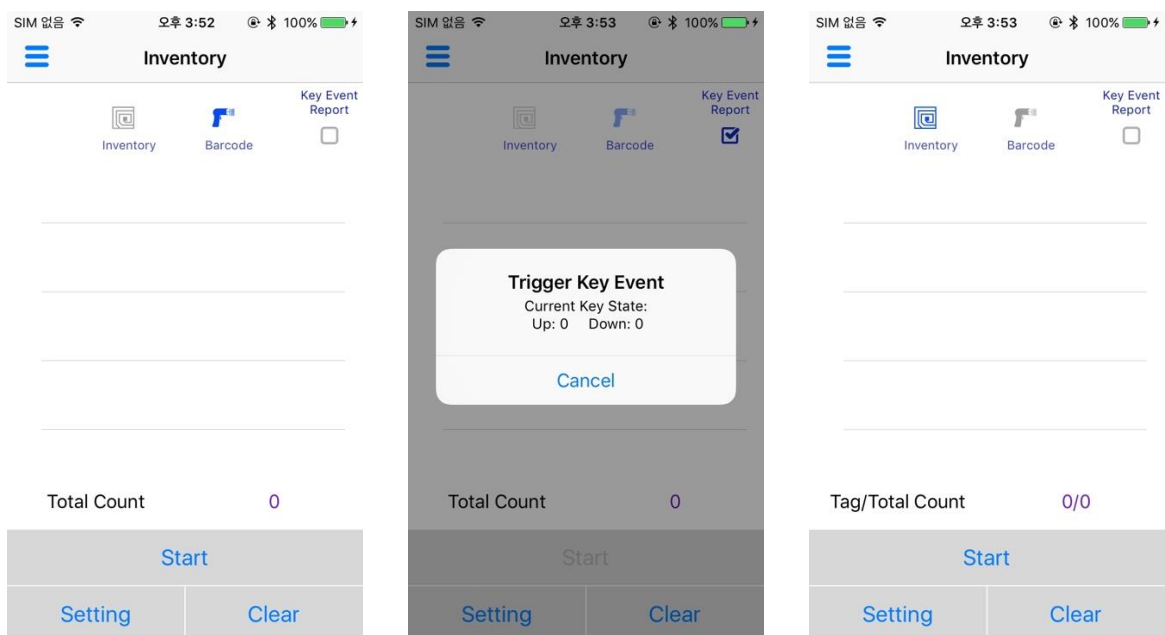 SIM 없음 오후 3:52 100%
Inventory
Key Event
Report
Inventory Barcode
Total Count 0
Start
Setting Clear
SIM 없음 오후 3:53 100%
Inventory
Key Event
Report
Inventory Barcode
Trigger Key Event
Current Key State:
Up: 0 Down: 0
Cancel
Total Count 0
Start
Setting Clear
SIM 없음 오후 3:53 100%
Inventory
Key Event
Report
Inventory Barcode
Tag/Total Count 0/0
Start
Setting Clear